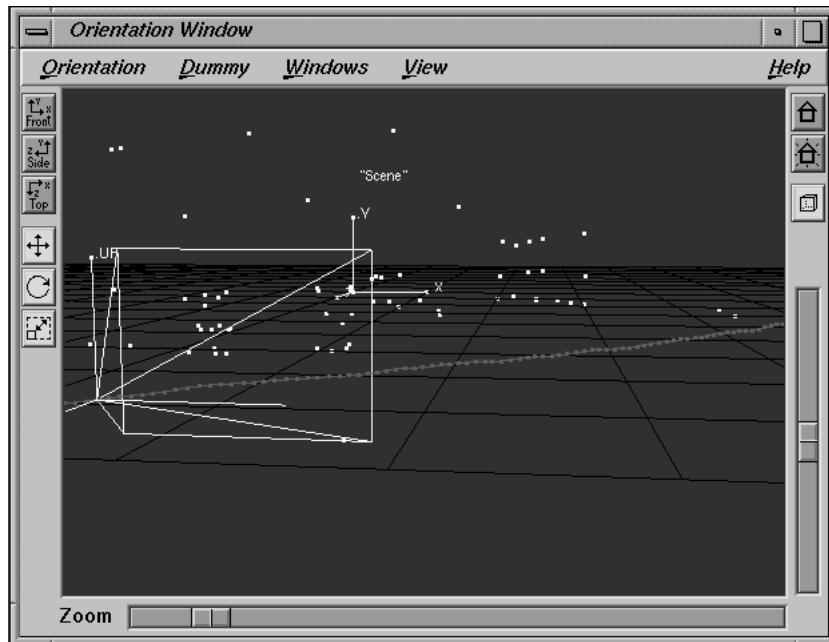 Orientation Window
Orientation Dummy Windows View Help
Y
X
Front
Z Y
Side
X
Z
Top
"Scene"
Y
UP
X
Zoom